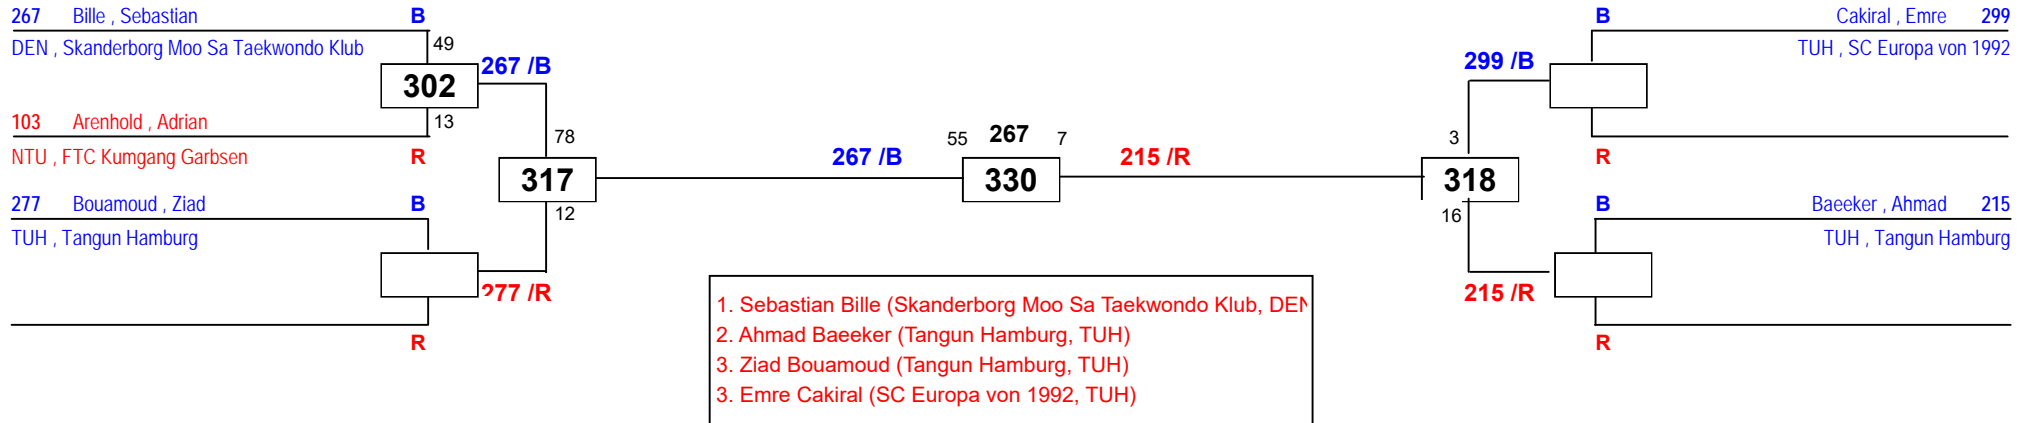 267 Bille , Sebastian B
DEN , Skanderborg Moo Sa Taekwondo Klub
49
302
267 /B
13
103 Arenhold , Adrian
NTU , FTC Kumgang Garbsen R
78
317
12
277 Bouamoud , Ziad B
TUH , Tangun Hamburg
277 /R
R
267 /B
55 267 7
330
215 /R
B Cakiral , Emre 299
TUH , SC Europa von 1992
299 /B
3
318
16
R
B Baeeker , Ahmad 215
TUH , Tangun Hamburg
215 /R
R
1. Sebastian Bille (Skanderborg Moo Sa Taekwondo Klub, DEN
2. Ahmad Baeeker (Tangun Hamburg, TUH)
3. Ziad Bouamoud (Tangun Hamburg, TUH)
3. Emre Cakiral (SC Europa von 1992, TUH)